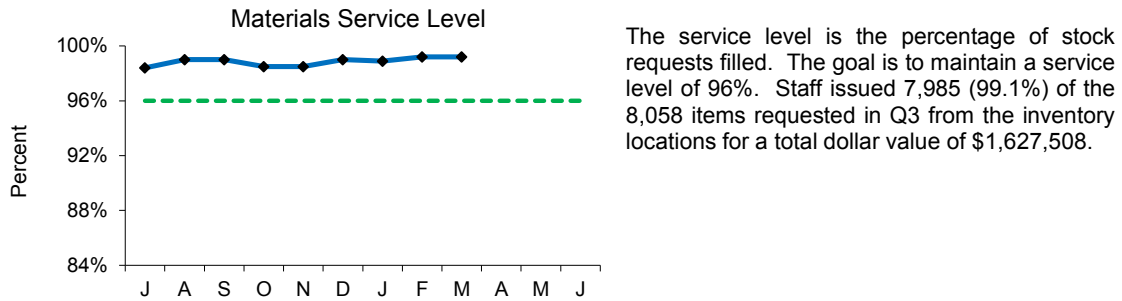 Materials Service Level
100%
96%
92%
88%
84%
Percent
J A S O N D J F M A M J
The service level is the percentage of stock
requests filled. The goal is to maintain a service
level of 96%. Staff issued 7,985 (99.1%) of the
8,058 items requested in Q3 from the inventory
locations for a total dollar value of $1,627,508.